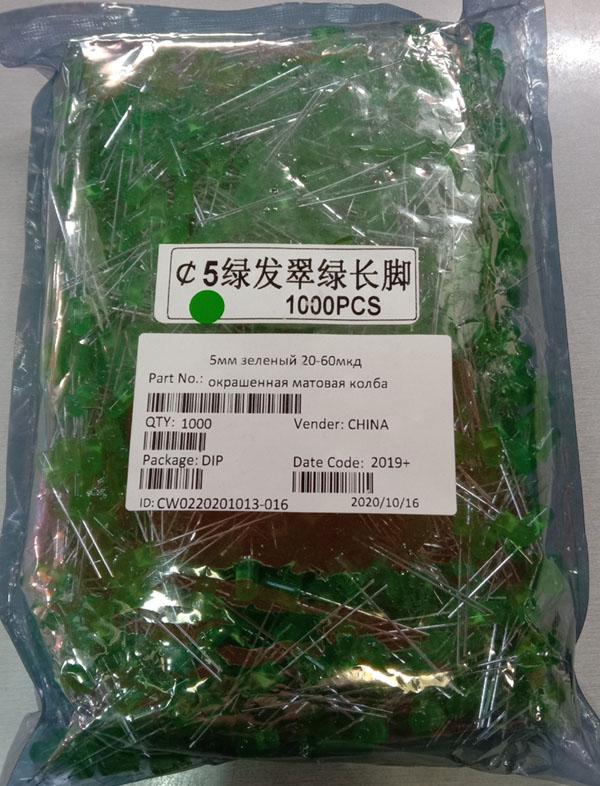 ¢5绿发翠绿长脚
1000PCS
5мм зеленый 20-60мкд
Part No.: окрашенная матовая колба
QTY: 1000 Vender: CHINA
Package: DIP Date Code: 2019+
ID: CW0220201013-016 2020/10/16